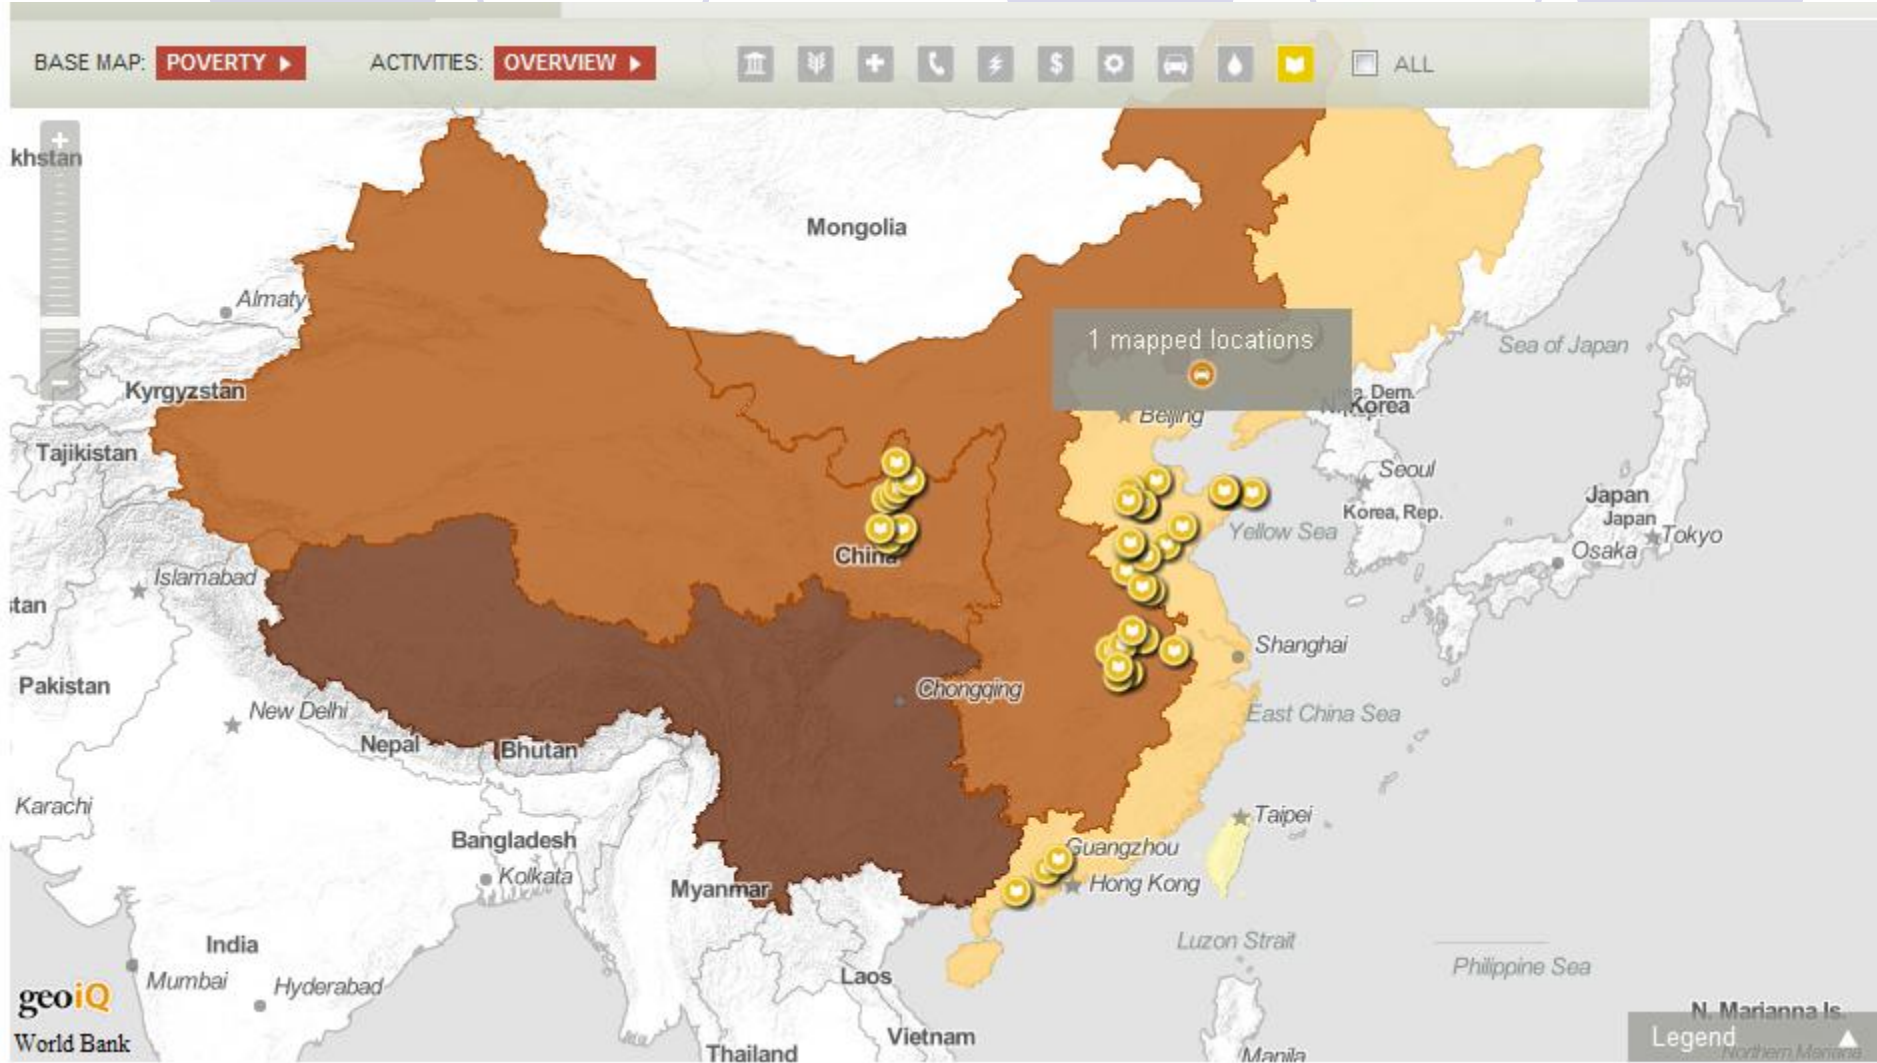 BASE MAP: POVERTY ACTIVITIES: OVERVIEW ALL
khstan
Mongolia
Almaty
1 mapped locations
Sea of Japan
Kyrgyzstan
Dem.
N. Korea
Beijing
Tajikistan
Seoul
Japan
Korea, Rep.
Japan
Yellow Sea
Tokyo
Osaka
China
Islamabad
stan
Shanghai
Pakistan
Chongqing
New Delhi
East China Sea
Nepal
Bhutan
Karachi
Taipei
Bangladesh
Guangzhou
Kolkata
Myanmar
Hong Kong
India
Luzon Strait
Philippine Sea
Mumbai
Laos
Hyderabad
geoiQ
N. Marianna Is.
World Bank
Vietnam
Legend
Thailand
Manila
Northern Mariana